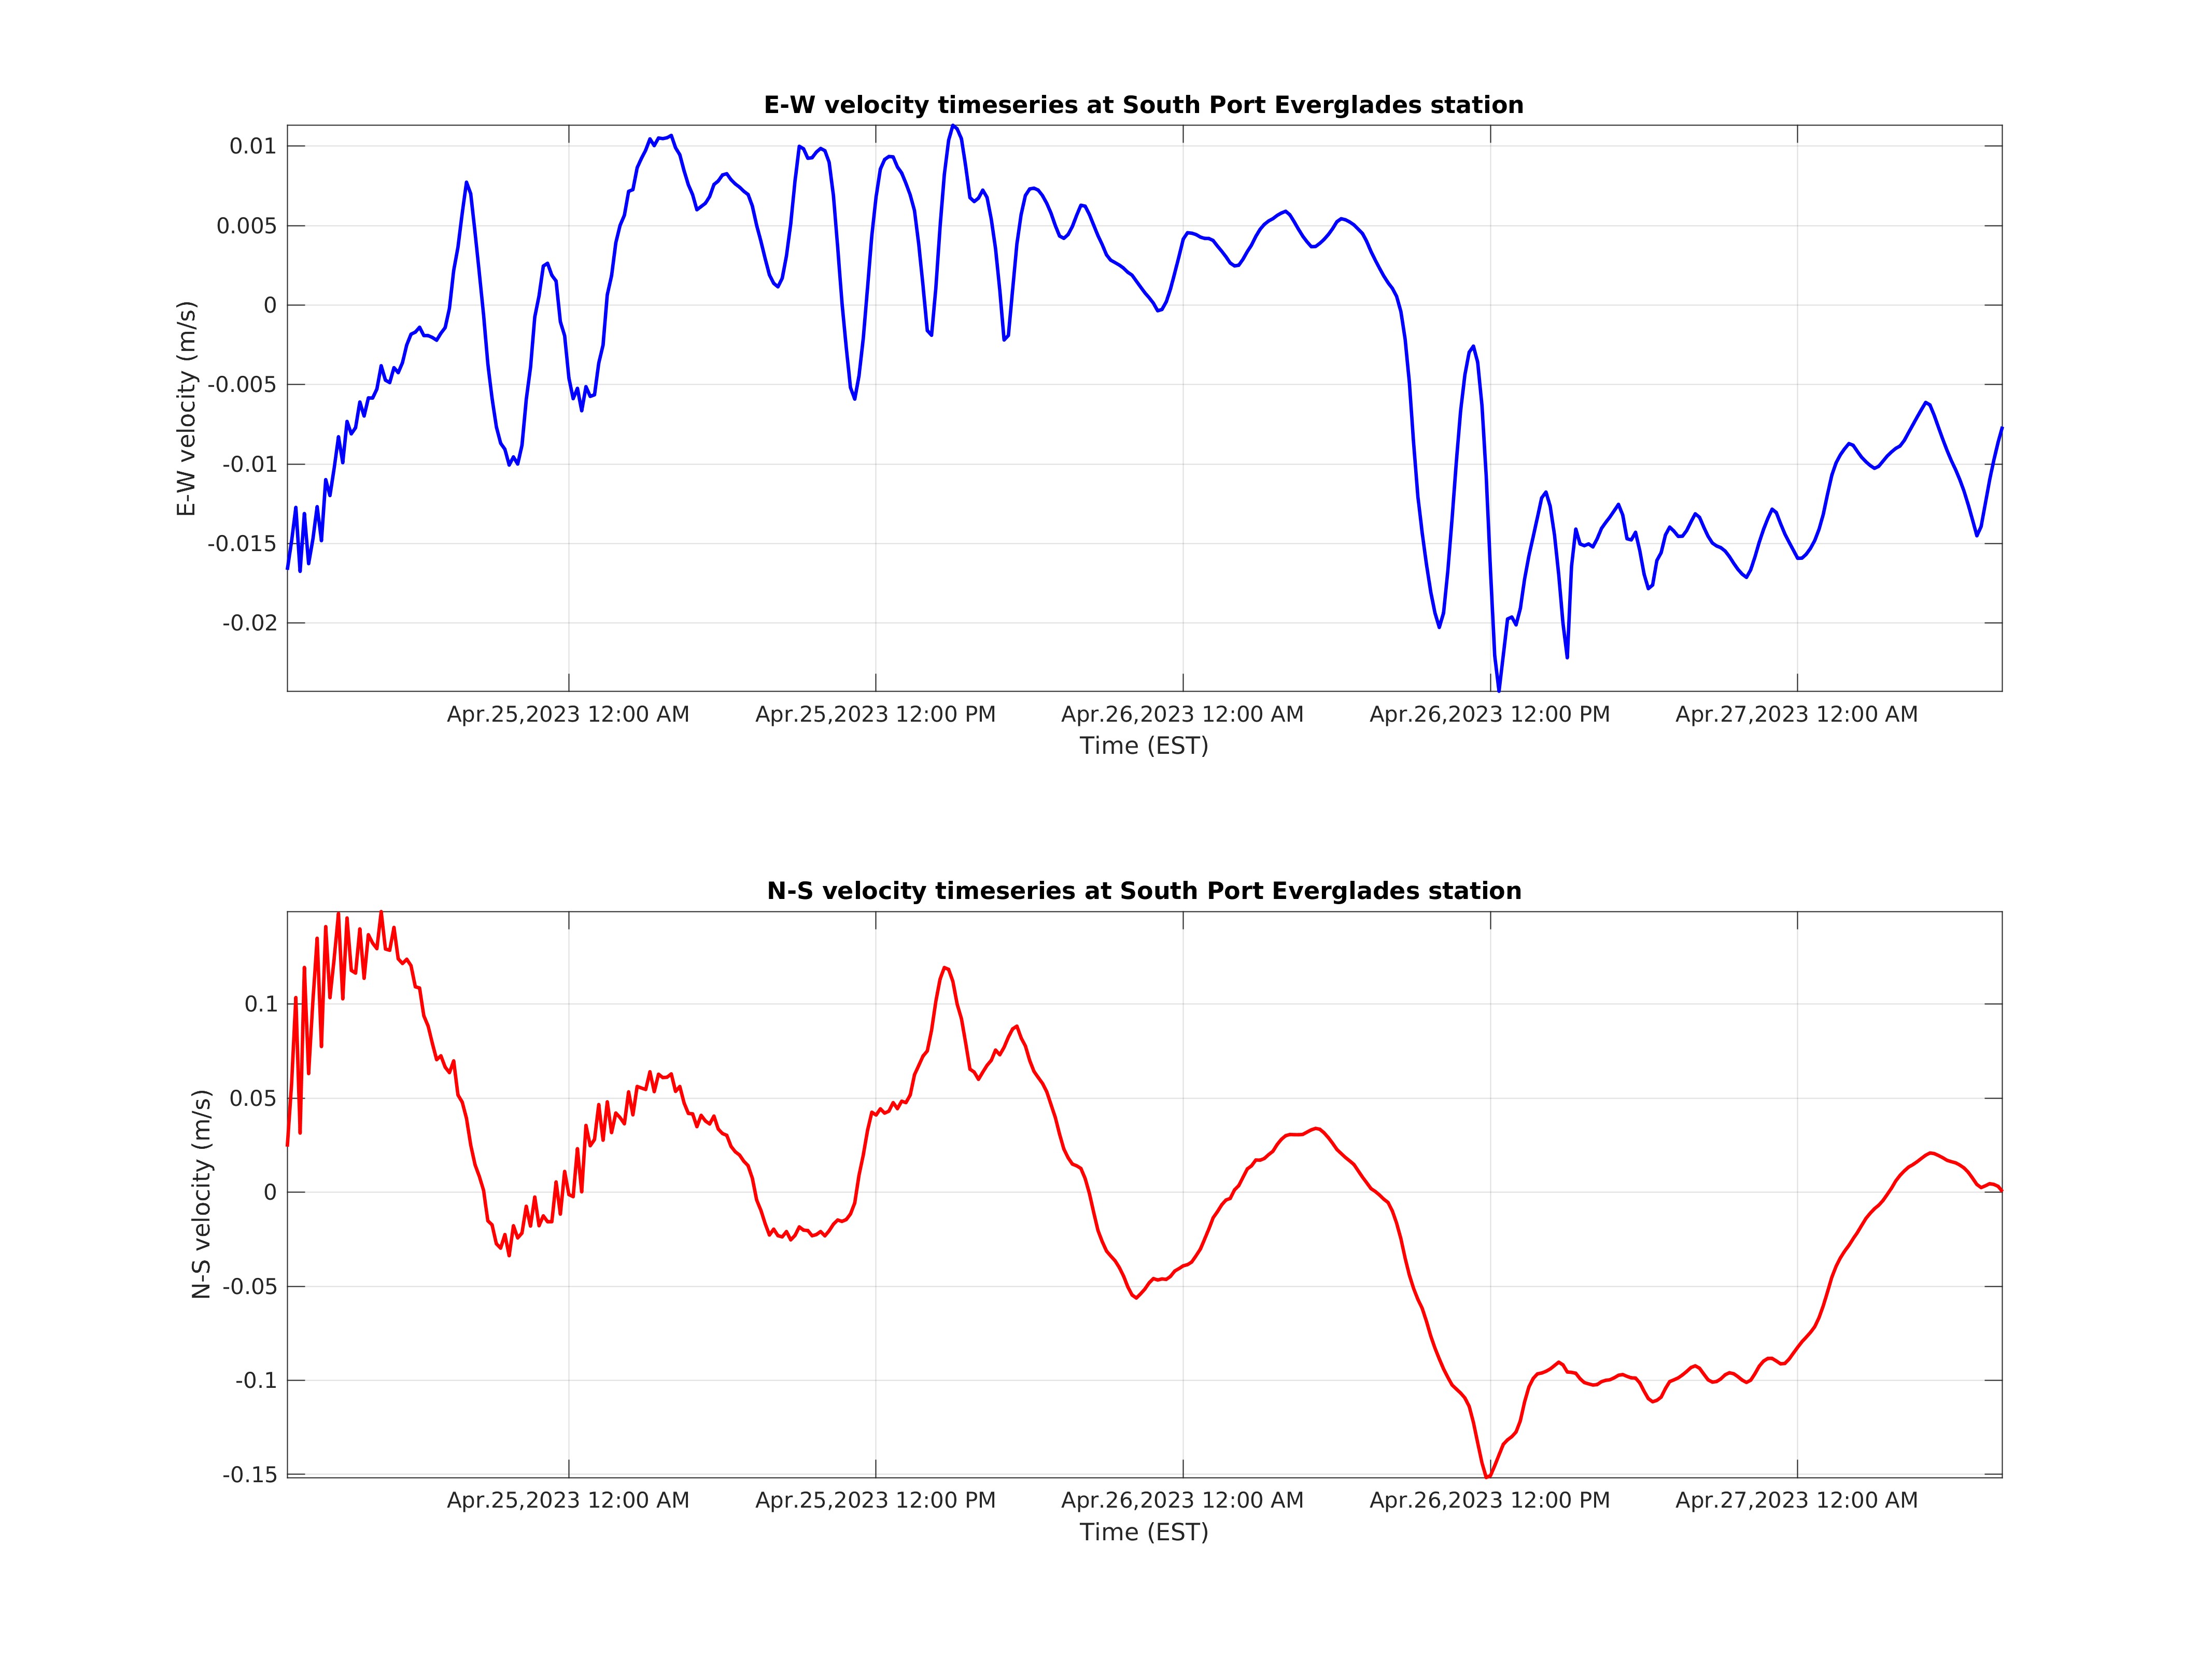 E-W velocity timeseries at South Port Everglades station
0.01
0.005
0
-0.005
-0.01
-0.015
-0.02
E-W velocity (m/s)
Apr.25,2023 12:00 AM Apr.25,2023 12:00 PM Apr.26,2023 12:00 AM Apr.26,2023 12:00 PM Apr.27,2023 12:00 AM
Time (EST)
N-S velocity timeseries at South Port Everglades station
0.1
0.05
0
-0.05
-0.1
-0.15
N-S velocity (m/s)
Apr.25,2023 12:00 AM Apr.25,2023 12:00 PM Apr.26,2023 12:00 AM Apr.26,2023 12:00 PM Apr.27,2023 12:00 AM
Time (EST)